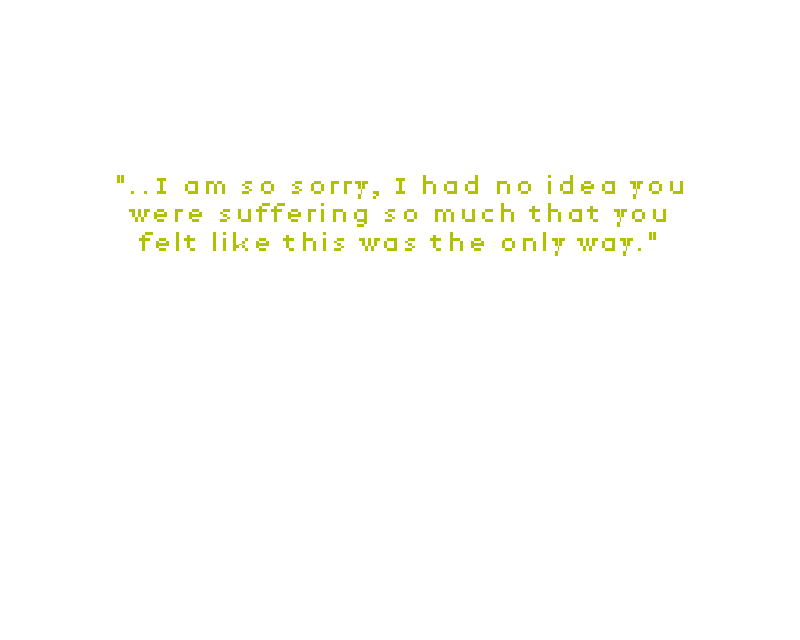 "..I am so sorry, I had no idea you
were suffering so much that you
felt like this was the only way."